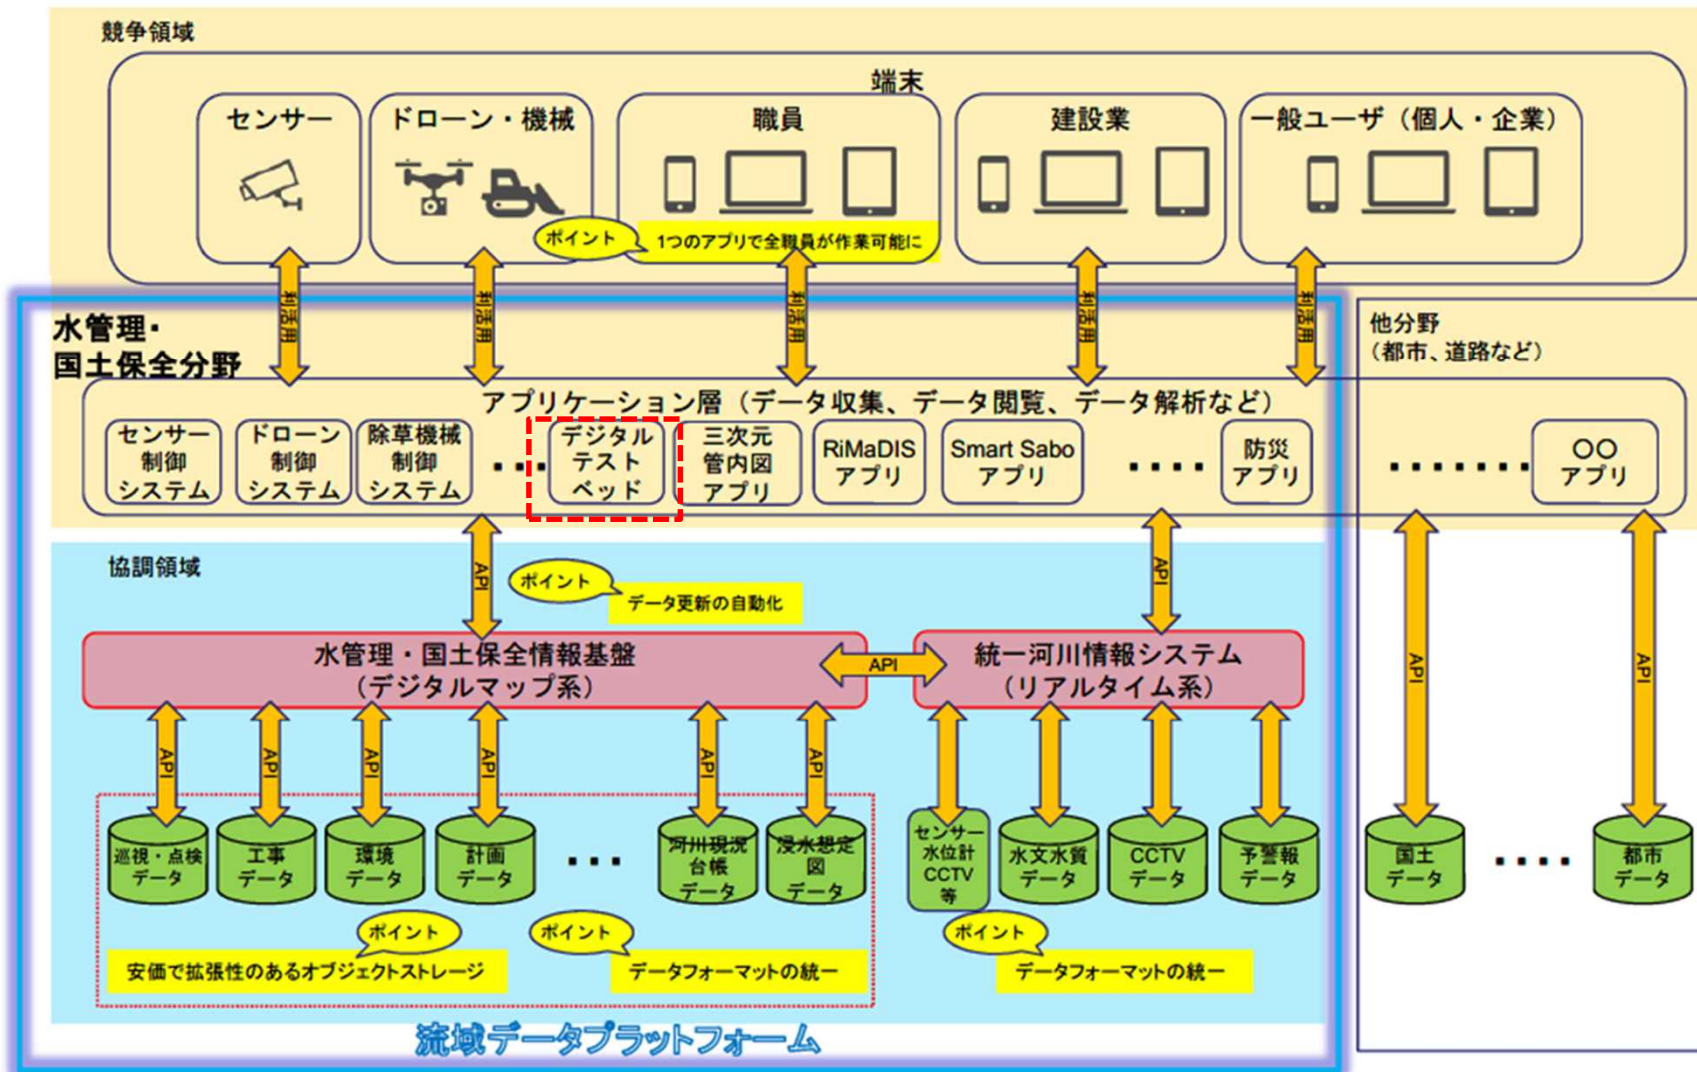 競争領域
端末
センサー
ドローン・機械
職員
建設業
一般ユーザ（個人・企業）
ポイント
1つのアプリで全職員が作業可能に
利活用
利活用
利活用
利活用
利活用
水管理・
国土保全分野
他分野
（都市、道路など）
アプリケーション層（データ収集、データ閲覧、データ解析など）
センサー
制御
システム
ドローン
制御
システム
除草機械
制御
システム
・・・
デジタル
テスト
ベッド
三次元
管内図
アプリ
RiMaDIS
アプリ
Smart Sabo
アプリ
・・・・
防災
アプリ
・・・・・・・
〇〇
アプリ
協調領域
API
ポイント
データ更新の自動化
API
API
API
水管理・国土保全情報基盤
（デジタルマップ系）
API
統一河川情報システム
（リアルタイム系）
API
API
API
API
API
API
巡視・点検
データ
工事
データ
環境
データ
計画
データ
・・・
河川現況
台帳
データ
浸水想定
図
データ
センサー
水位計
CCTV
等
水文水質
データ
CCTV
データ
予警報
データ
国土
データ
・・・・
都市
データ
ポイント
安価で拡張性のあるオブジェクトストレージ
ポイント
データフォーマットの統一
ポイント
データフォーマットの統一
流域データプラットフォーム